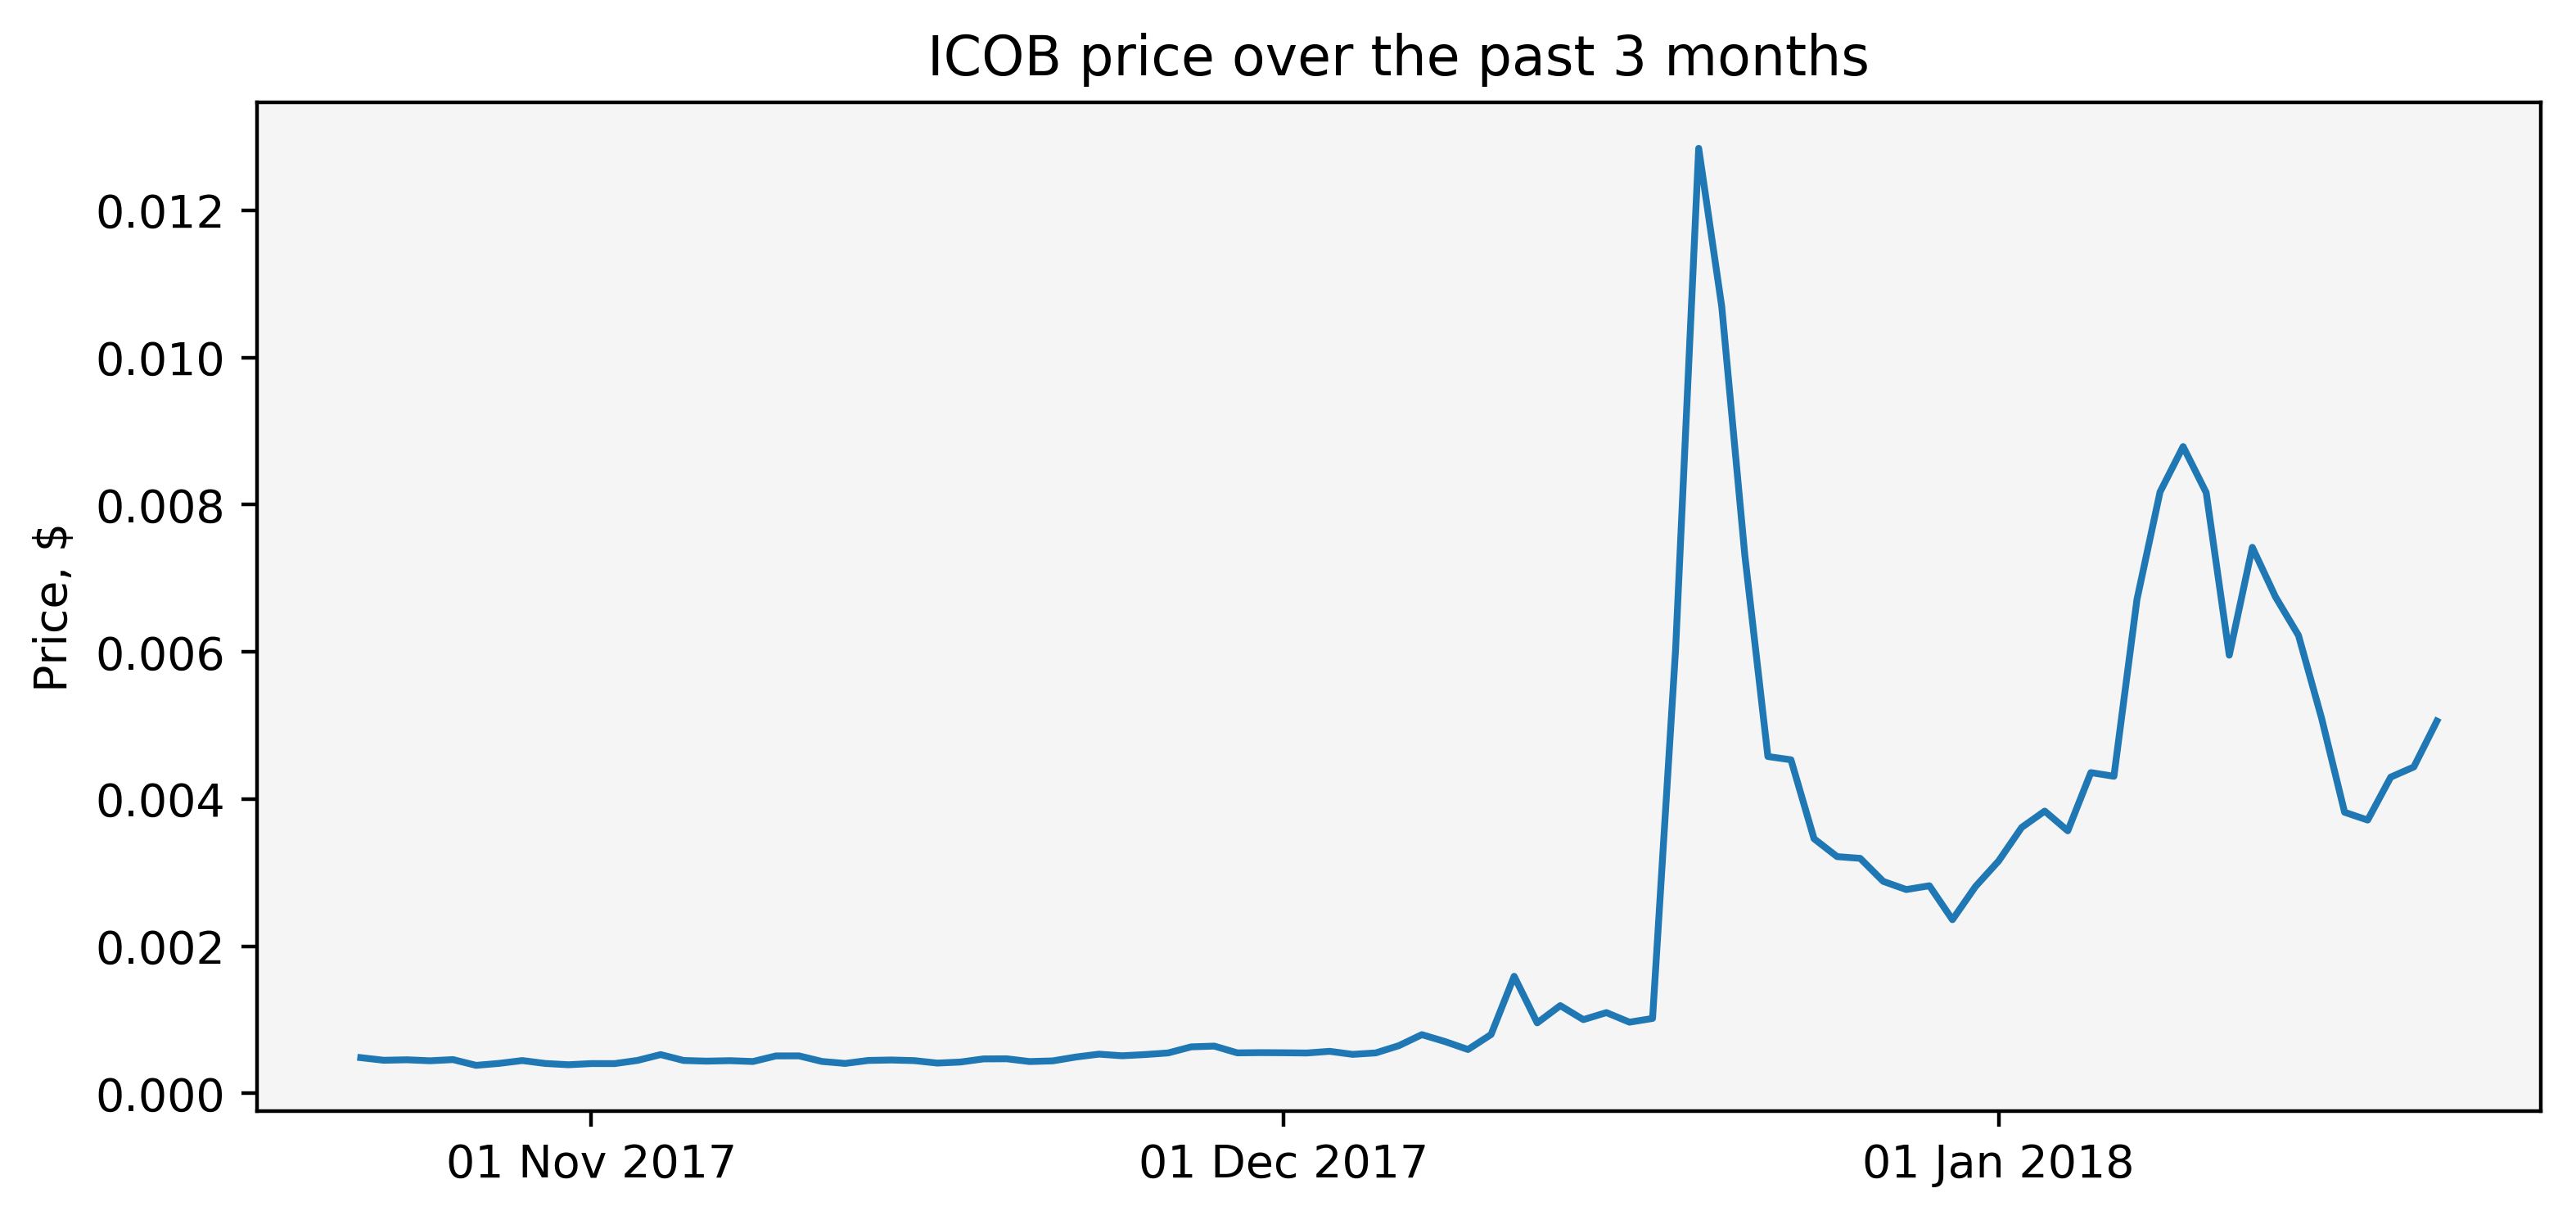 ICOB price over the past 3 months
Price, $
0.012
0.010
0.008
0.006
0.004
0.002
0.000
01 Nov 2017
01 Dec 2017
01 Jan 2018